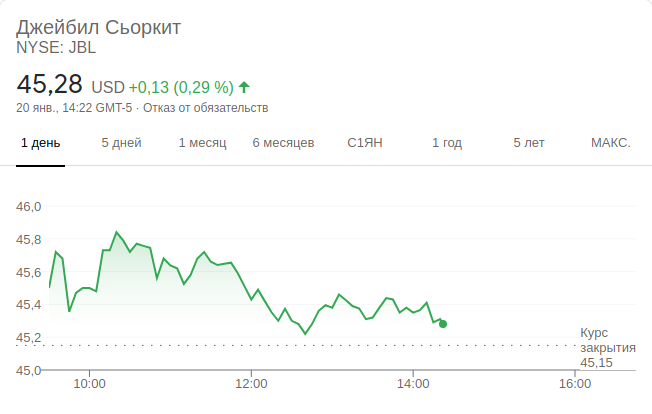 Джейбил Сьоркит
NYSE: JBL
45,28 USD +0,13 (0,29 %)
20 янв., 14:22 GMT-5 · Отказ от обязательств
1 день 5 дней 1 месяц 6 месяцев С1ЯН 1 год 5 лет МАКС.
46,0
45,8
45,6
45,4
45,2
45,0
Курс
закрытия
45,15
10:00 12:00 14:00 16:00